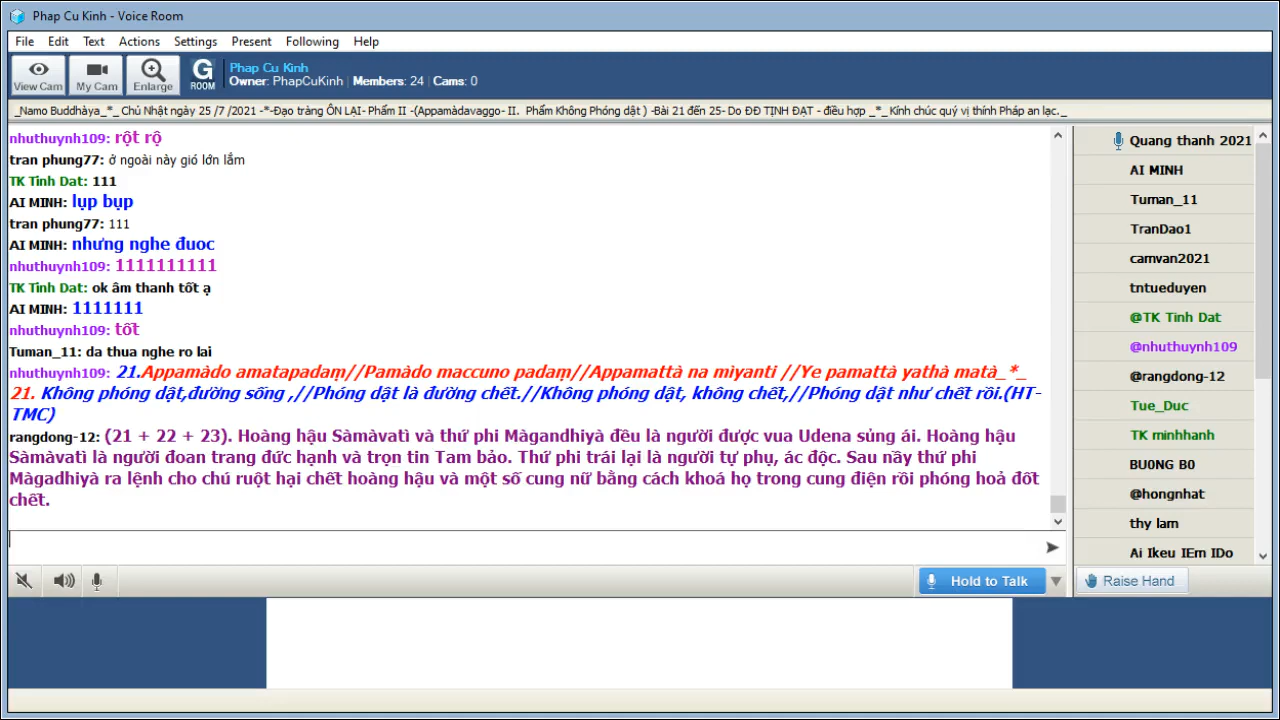 Phap Cu Kinh - Voice Room
File Edit Text Actions Settings Present Following Help
View Cam My Cam Enlarge G ROOM
Phap Cu Kinh
Owner: PhapCuKinh | Members: 24 | Cams: 0
_Namo Buddhàya_*_ Chủ Nhật ngày 25 /7 /2021 -*-Đạo tràng ÔN LẠI- Phẩm II -(Appamàdavaggo- II. Phẩm Không Phóng dật ) -Bài 21 đến 25- Do ĐĐ TỊNH ĐẠT - điều hợp _*_Kính chúc quý vị thính Pháp an lạc._
nhuthuynh109: rột rộ
tran phung77: ở ngoài này gió lớn lắm
TK Tinh Dat: 111
AI MINH: lụp bụp
tran phung77: 111
AI MINH: nhưng nghe đuoc
nhuthuynh109: 1111111111
TK Tinh Dat: ok âm thanh tốt ạ
AI MINH: 1111111
nhuthuynh109: tốt
Tuman_11: da thua nghe ro lai
nhuthuynh109: 21.Appamàdo amatapadaṃ//Pamàdo maccuno padaṃ//Appamattà na mìyanti //Ye pamattà yathà matà_*_
21. Không phóng dật,đường sống ,//Phóng dật là đường chết.//Không phóng dật, không chết,//Phóng dật như chết rồi.(HT-
TMC)
rangdong-12: (21 + 22 + 23). Hoàng hậu Sàmàvatì và thứ phi Màgandhiyà đều là người được vua Udena sủng ái. Hoàng hậu
Sàmàvatì là người đoan trang đức hạnh và trọn tin Tam bảo. Thứ phi trái lại là người tự phụ, ác độc. Sau nầy thứ phi
Màgadhiyà ra lệnh cho chú ruột hại chết hoàng hậu và một số cung nữ bằng cách khoá họ trong cung điện rồi phóng hoả đốt
chết.
Hold to Talk
Quang thanh 2021
AI MINH
Tuman_11
TranDao1
camvan2021
tntueduyen
@TK Tinh Dat
@nhuthuynh109
@rangdong-12
Tue_Duc
TK minhhanh
BU0NG B0
@hongnhat
thy lam
Ai Ikeu IEm IDo
Raise Hand